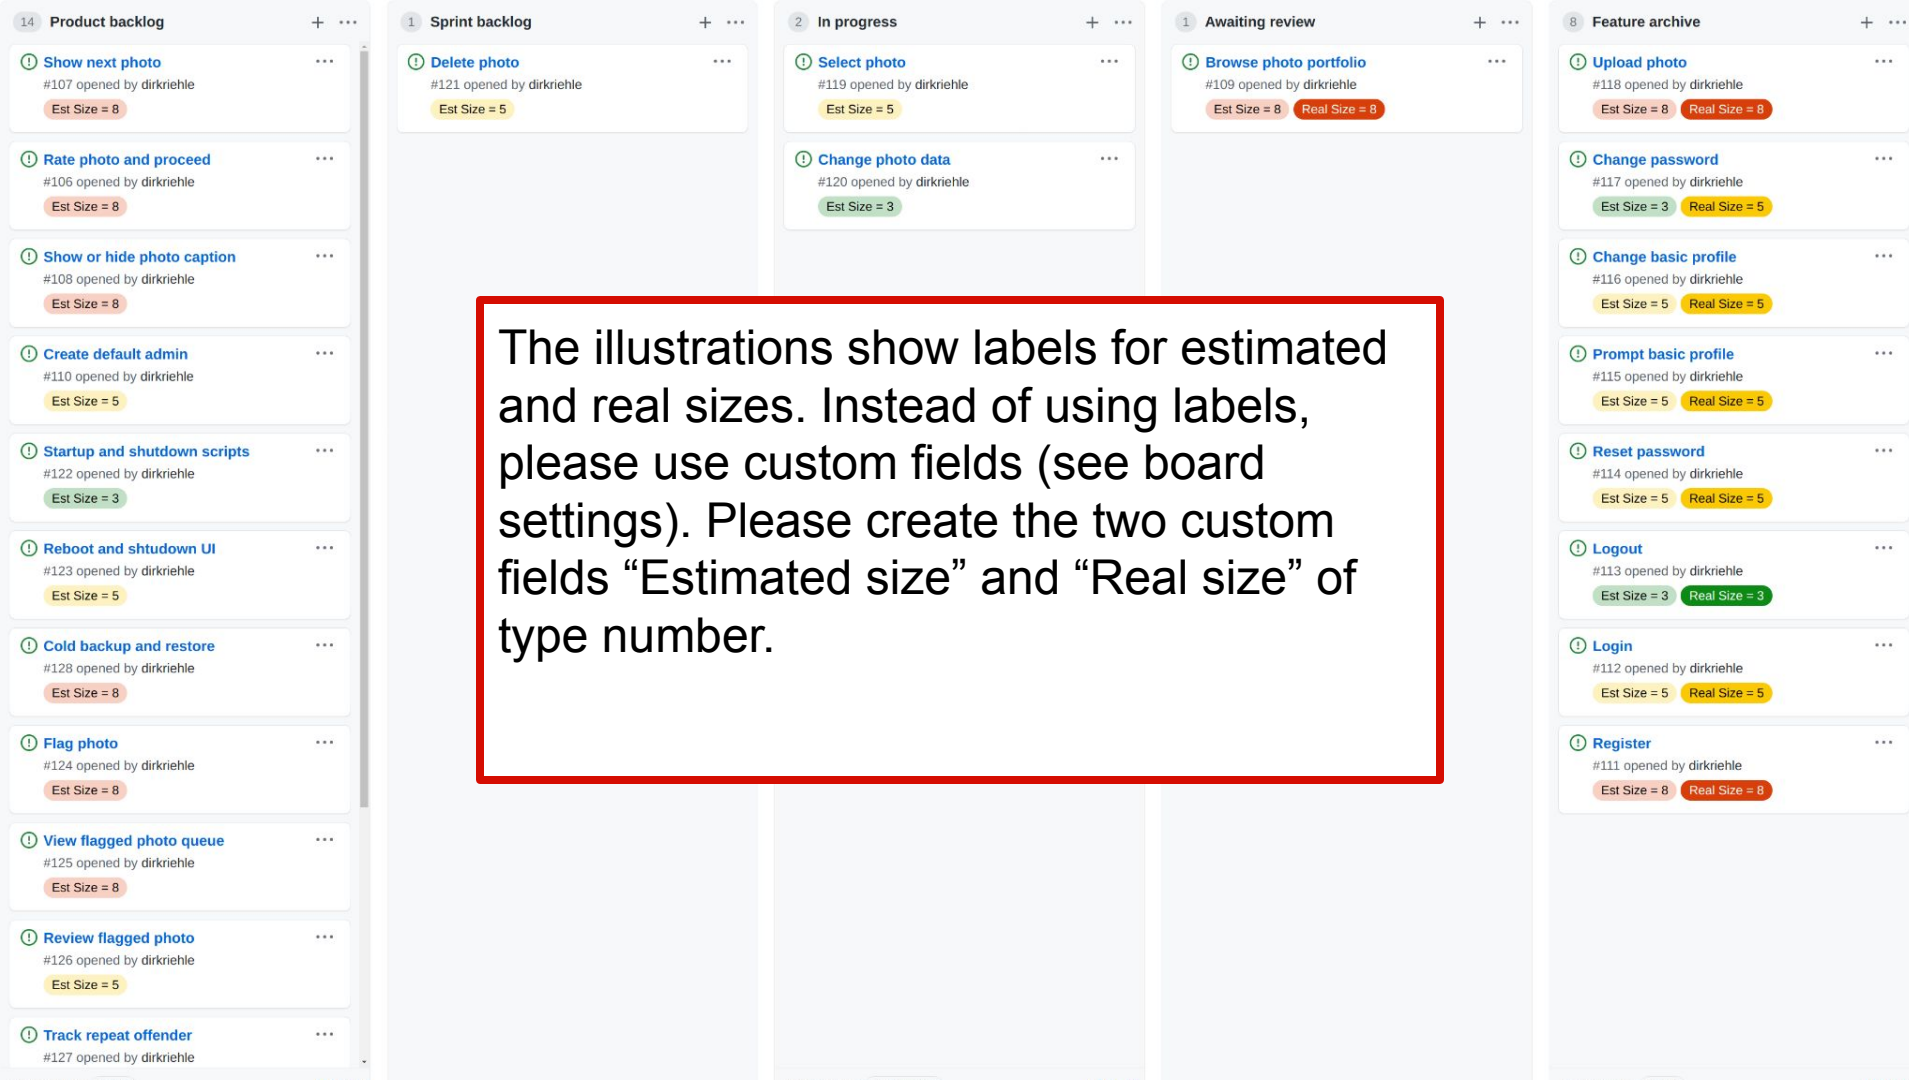 14 Product backlog
Show next photo
#107 opened by dirkriehle
Est Size = 8
Rate photo and proceed
#106 opened by dirkriehle
Est Size = 8
Show or hide photo caption
#108 opened by dirkriehle
Est Size = 8
Create default admin
#110 opened by dirkriehle
Est Size = 5
Startup and shutdown scripts
#122 opened by dirkriehle
Est Size = 3
Reboot and shtudown UI
#123 opened by dirkriehle
Est Size = 5
Cold backup and restore
#128 opened by dirkriehle
Est Size = 8
Flag photo
#124 opened by dirkriehle
Est Size = 8
View flagged photo queue
#125 opened by dirkriehle
Est Size = 8
Review flagged photo
#126 opened by dirkriehle
Est Size = 5
Track repeat offender
#127 opened by dirkriehle
1 Sprint backlog
Delete photo
#121 opened by dirkriehle
Est Size = 5
2 In progress
Select photo
#119 opened by dirkriehle
Est Size = 5
Change photo data
#120 opened by dirkriehle
Est Size = 3
1 Awaiting review
Browse photo portfolio
#109 opened by dirkriehle
Est Size = 8 Real Size = 8
The illustrations show labels for estimated
and real sizes. Instead of using labels,
please use custom fields (see board
settings). Please create the two custom
fields “Estimated size” and “Real size” of
type number.
8 Feature archive
Upload photo
#118 opened by dirkriehle
Est Size = 8 Real Size = 8
Change password
#117 opened by dirkriehle
Est Size = 3 Real Size = 5
Change basic profile
#116 opened by dirkriehle
Est Size = 5 Real Size = 5
Prompt basic profile
#115 opened by dirkriehle
Est Size = 5 Real Size = 5
Reset password
#114 opened by dirkriehle
Est Size = 5 Real Size = 5
Logout
#113 opened by dirkriehle
Est Size = 3 Real Size = 3
Login
#112 opened by dirkriehle
Est Size = 5 Real Size = 5
Register
#111 opened by dirkriehle
Est Size = 8 Real Size = 8